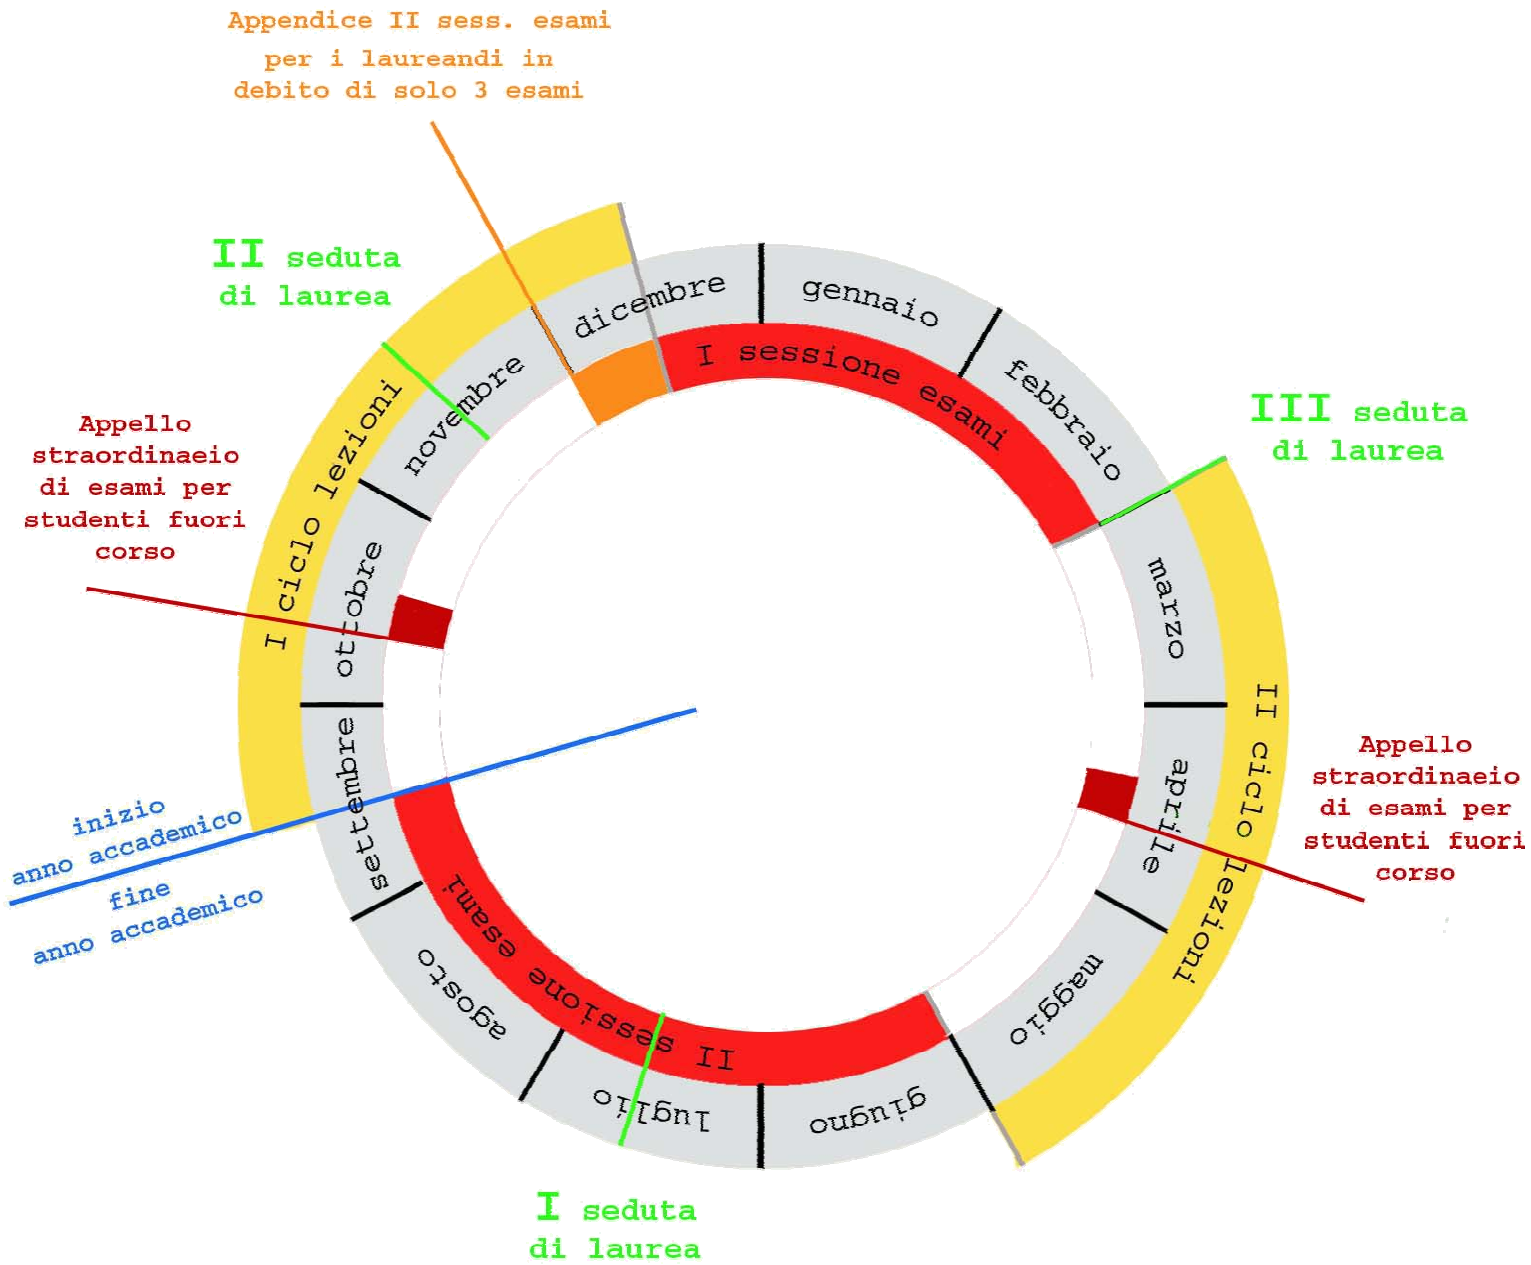 Appendice II sess. esami
per i laureandi in
debito di solo 3 esami
II seduta
di laurea
dicembre
gennaio
I sessione esami
febbraio
III seduta
di laurea
novembre
I ciclo lezioni
Appello
straordinaeio
di esami per
studenti fuori
corso
ottobre
marzo
II ciclo lezioni
settembre
aprile
Appello
straordinaeio
di esami per
studenti fuori
corso
inizio
anno accademico
fine
anno accademico
II sessione esami
agosto
maggio
luglio
giugno
I seduta
di laurea